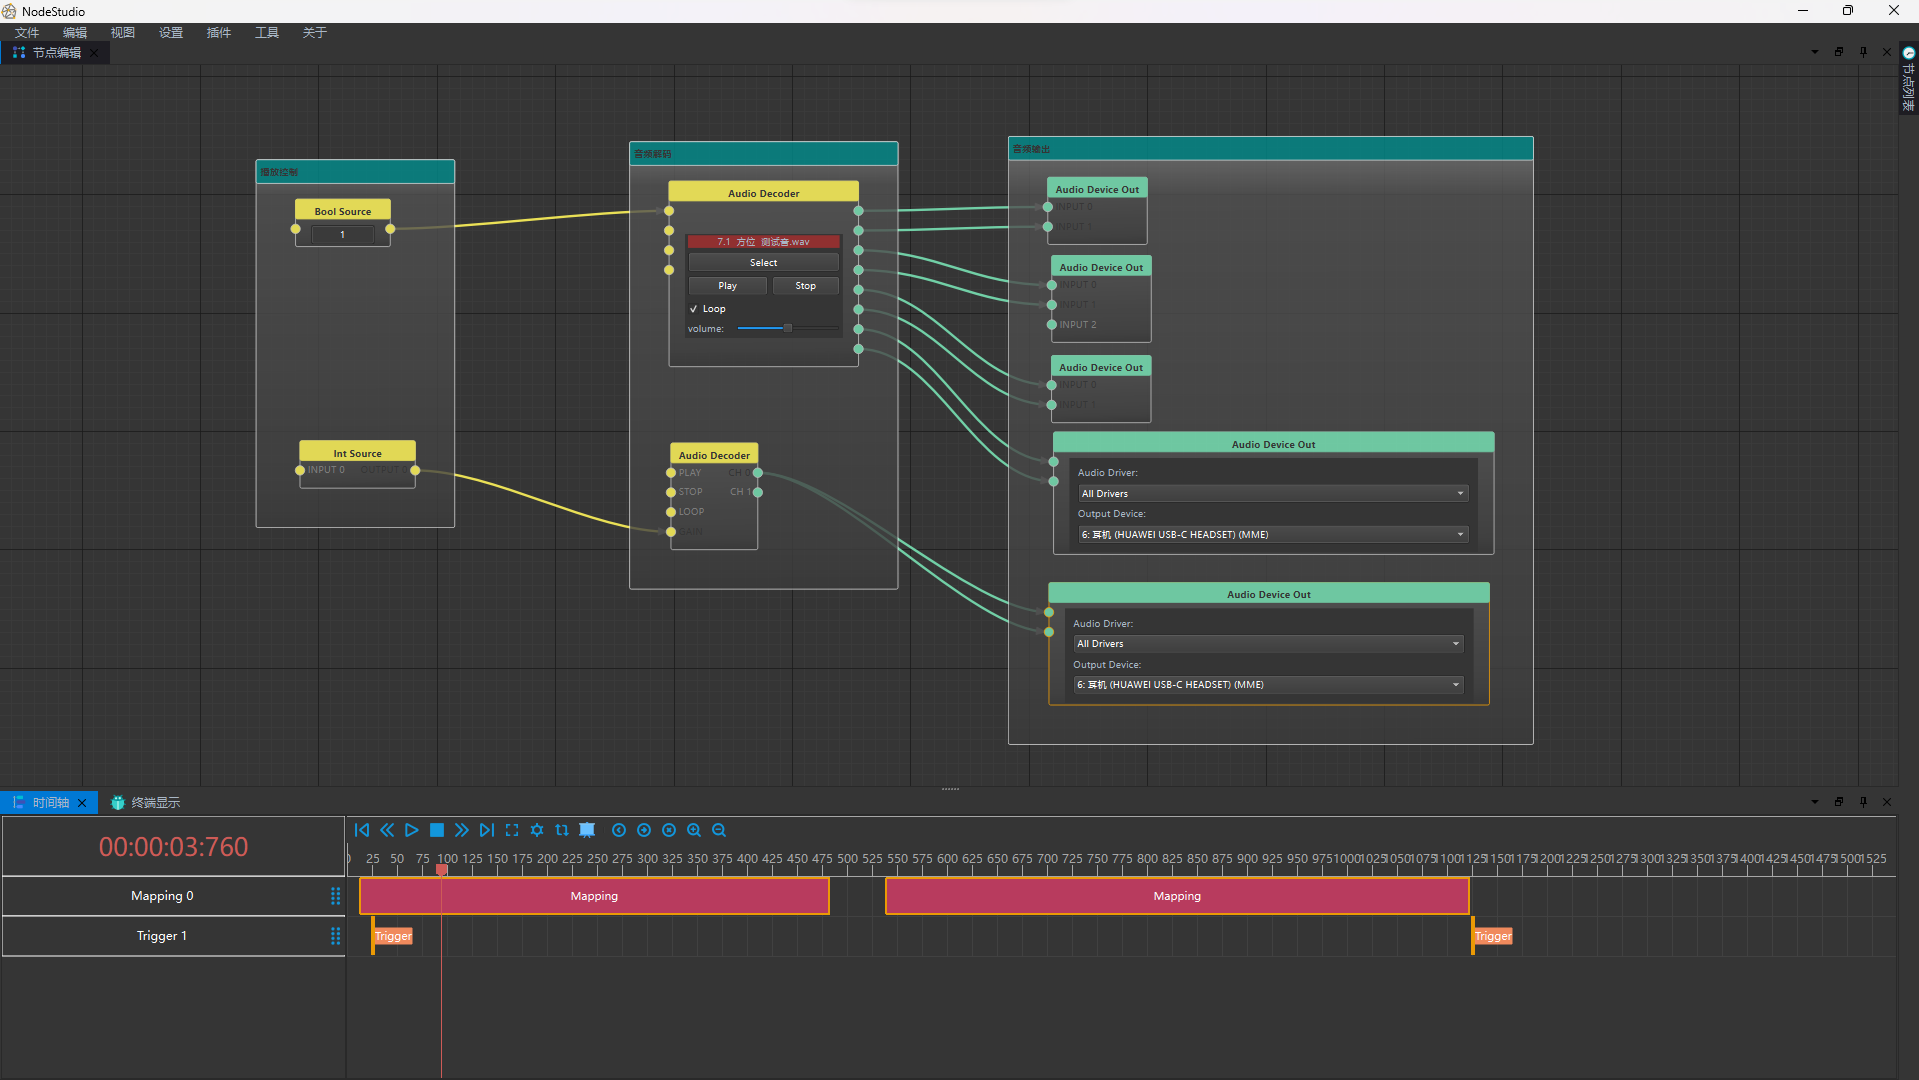 NodeStudio
文件 编辑 视图 设置 插件 工具 关于
节点编辑
节点列表
播放控制
Bool Source
1
Int Source
INPUT 0 OUTPUT 0
音频解码
Audio Decoder
7.1 方位 测试音.wav
Select
Play Stop
Loop
volume:
Audio Decoder
PLAY CH 0
STOP CH 1
LOOP
GAIN
音频输出
Audio Device Out
INPUT 0
INPUT 1
Audio Device Out
INPUT 0
INPUT 1
INPUT 2
Audio Device Out
INPUT 0
INPUT 1
Audio Device Out
Audio Driver:
All Drivers
Output Device:
6: 耳机 (HUAWEI USB-C HEADSET) (MME)
Audio Device Out
Audio Driver:
All Drivers
Output Device:
6: 耳机 (HUAWEI USB-C HEADSET) (MME)
时间轴 终端显示
00:00:03:760
25 50 75 100 125 150 175 200 225 250 275 300 325 350 375 400 425 450 475 500 525 550 575 600 625 650 675 700 725 750 775 800 825 850 875 900 925 950 975 1000 1025 1050 1075 1100 1125 1150 1175 1200 1225 1250 1275 1300 1325 1350 1375 1400 1425 1450 1475 1500 1525
Mapping 0 Mapping Mapping
Trigger 1 Trigger Trigger